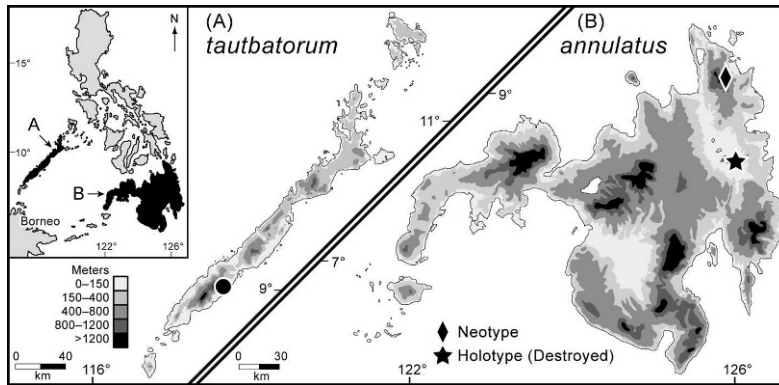 N
15°
A
10°
B
Borneo
122°
126°
Meters
0–150
150–400
400–800
800–1200
>1200
0 40
km
116°
(A)
tautbatorum
11°
9°
0 30
km
(B)
annulatus
9°
7°
Neotype
Holotype (Destroyed)
122°
126°